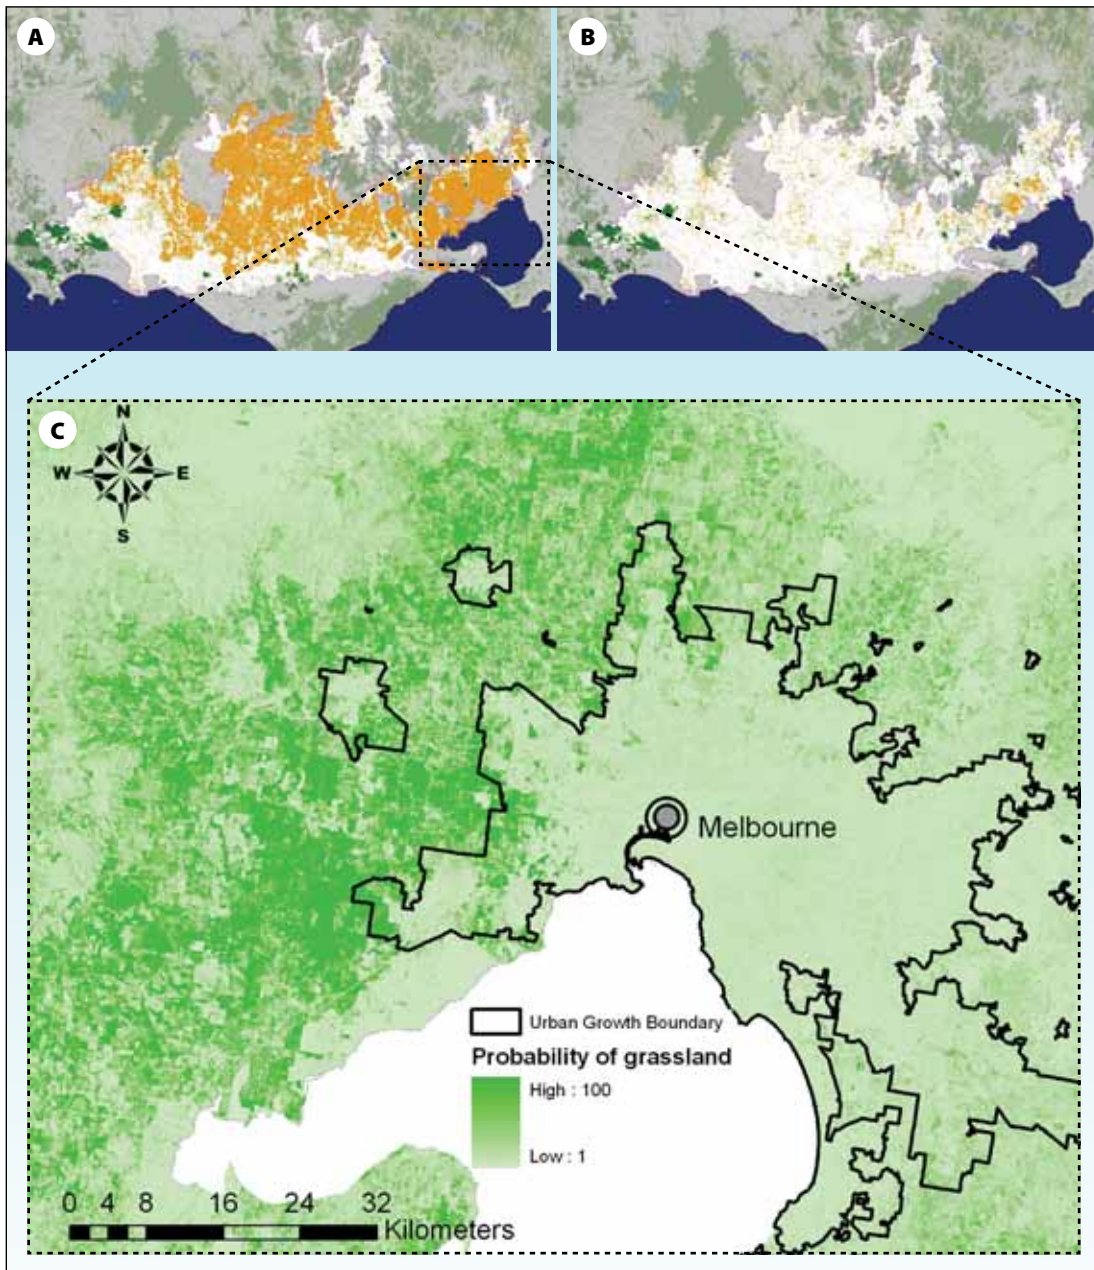 A
B
C
N
W E
S
Melbourne
Urban Growth Boundary
Probability of grassland
High : 100
Low : 1
0 4 8 16 24 32
Kilometers